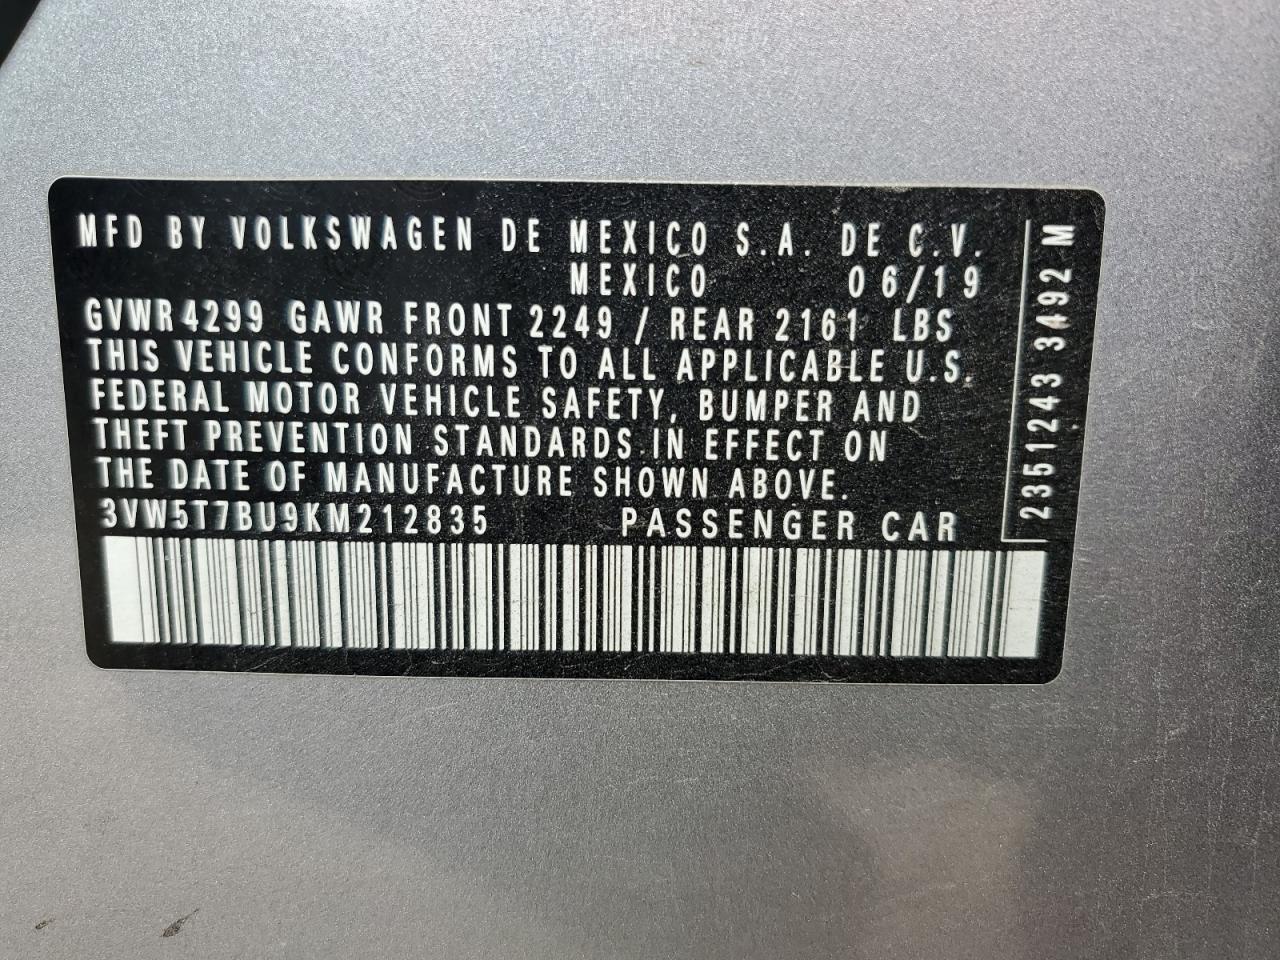 MFD BY VOLKSWAGEN DE MEXICO S.A. DE C.V.
MEXICO 06/19
GVWR 4299 GAWR FRONT 2249 / REAR 2161 LBS
THIS VEHICLE CONFORMS TO ALL APPLICABLE U.S.
FEDERAL MOTOR VEHICLE SAFETY, BUMPER AND
THEFT PREVENTION STANDARDS IN EFFECT ON
THE DATE OF MANUFACTURE SHOWN ABOVE.
3VW5T7BU9KM212835 PASSENGER CAR
2351243 3492 M